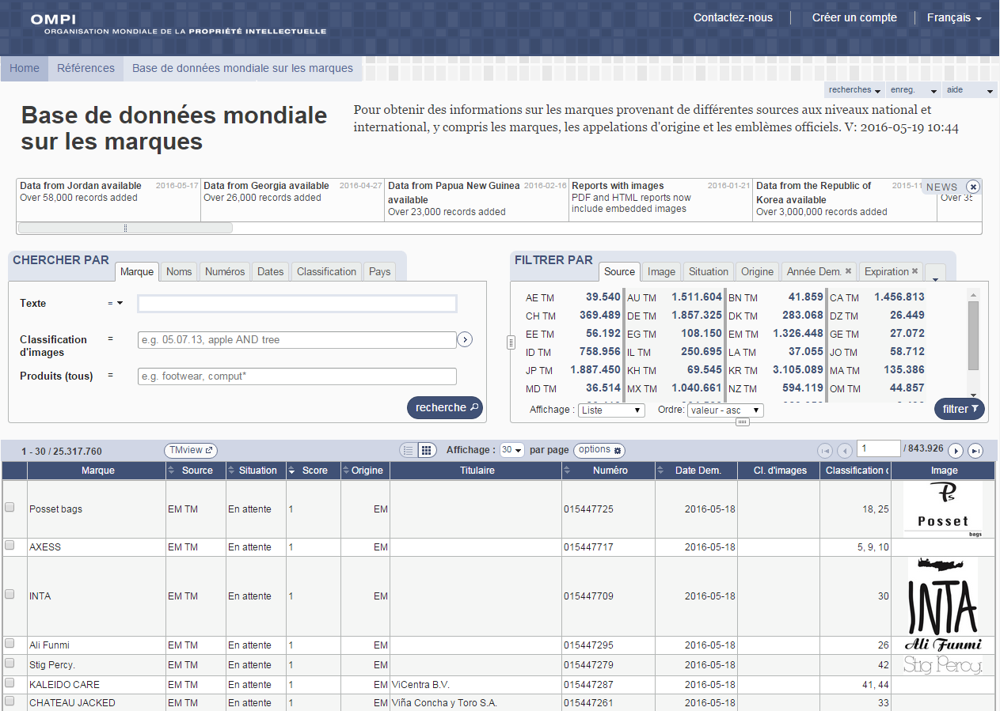 OMPI
ORGANISATION MONDIALE DE LA PROPRIÉTÉ INTELLECTUELLE
Contactez-nous
Créer un compte
Français
Home
Références
Base de données mondiale sur les marques
recherches
enreg.
aide
Base de données mondiale
sur les marques
Pour obtenir des informations sur les marques provenant de différentes sources aux niveaux national et
international, y compris les marques, les appelations d'origine et les emblèmes officiels. V: 2016-05-19 10:44
Data from Jordan available 2016-05-17
Over 58,000 records added
Data from Georgia available 2016-04-27
Over 26,000 records added
Data from Papua New Guinea 2016-02-16
available
Over 23,000 records added
Reports with images 2016-01-21
PDF and HTML reports now
include embedded images
Data from the Republic of 2015-11
Korea available
Over 3,000,000 records added
NEWS
Over 35
CHERCHER PAR
Marque Noms Numéros Dates Classification Pays
Texte =
Classification =
d'images
e.g. 05.07.13, apple AND tree
Produits (tous) = e.g. footwear, comput*
recherche
FILTRER PAR
Source Image Situation Origine Année Dem. Expiration
AE TM 39.540 AU TM 1.511.604 BN TM 41.859 CA TM 1.456.813
CH TM 369.489 DE TM 1.857.325 DK TM 283.068 DZ TM 26.449
EE TM 56.192 EG TM 108.150 EM TM 1.326.448 GE TM 27.072
ID TM 758.956 IL TM 250.695 LA TM 37.055 JO TM 58.712
JP TM 1.887.450 KH TM 69.545 KR TM 3.105.089 MA TM 135.386
MD TM 36.514 MX TM 1.040.661 NZ TM 594.119 OM TM 44.857
Affichage : Liste Ordre: valeur - asc
filtrer
1 - 30 / 25.317.760
TMview
Affichage : 30 par page
options
1 / 843.926
Marque Source Situation Score Origine Titulaire Numéro Date Dem. Cl. d'images Classification Image
Posset bags EM TM En attente 1 EM 015447725 2016-05-18 18, 25
Ps
Posset
bags
AXESS EM TM En attente 1 EM 015447717 2016-05-18 5, 9, 10
INTA EM TM En attente 1 EM 015447709 2016-05-18 30 INTA
Ali Funmi EM TM En attente 1 EM 015447295 2016-05-18 26 Ali Funmi
Stig Percy. EM TM En attente 1 EM 015447279 2016-05-18 42 Stig Percy.
KALEIDO CARE EM TM En attente 1 EM ViCentra B.V. 015447287 2016-05-18 41, 44
CHATEAU JACKED EM TM En attente 1 EM Viña Concha y Toro S.A. 015447261 2016-05-18 33